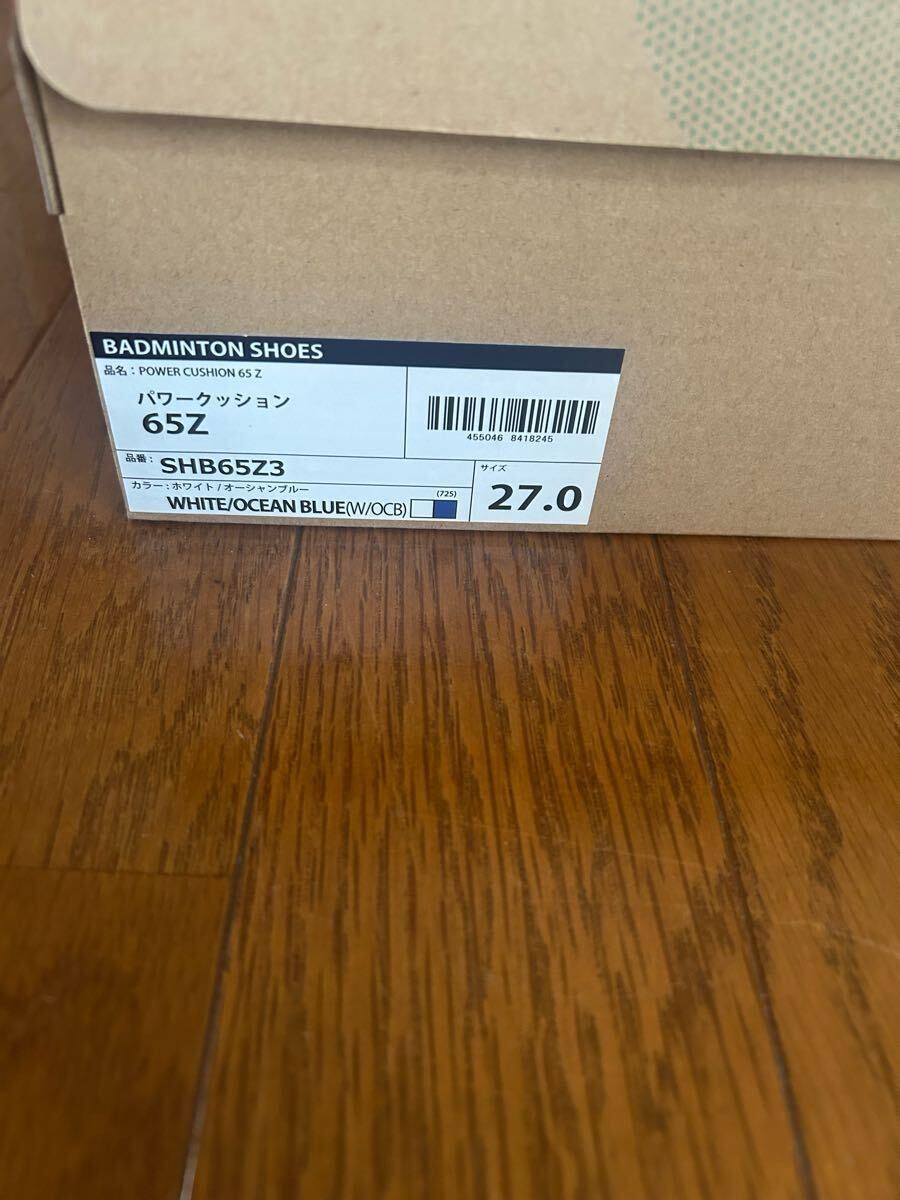 BADMINTON SHOES
品名：POWER CUSHION 65 Z
パワークッション
65Z
455046 8418245
品番：SHB65Z3
カラー：ホワイト/オーシャンブルー
WHITE/OCEAN BLUE(W/OCB)
(725)
サイズ
27.0